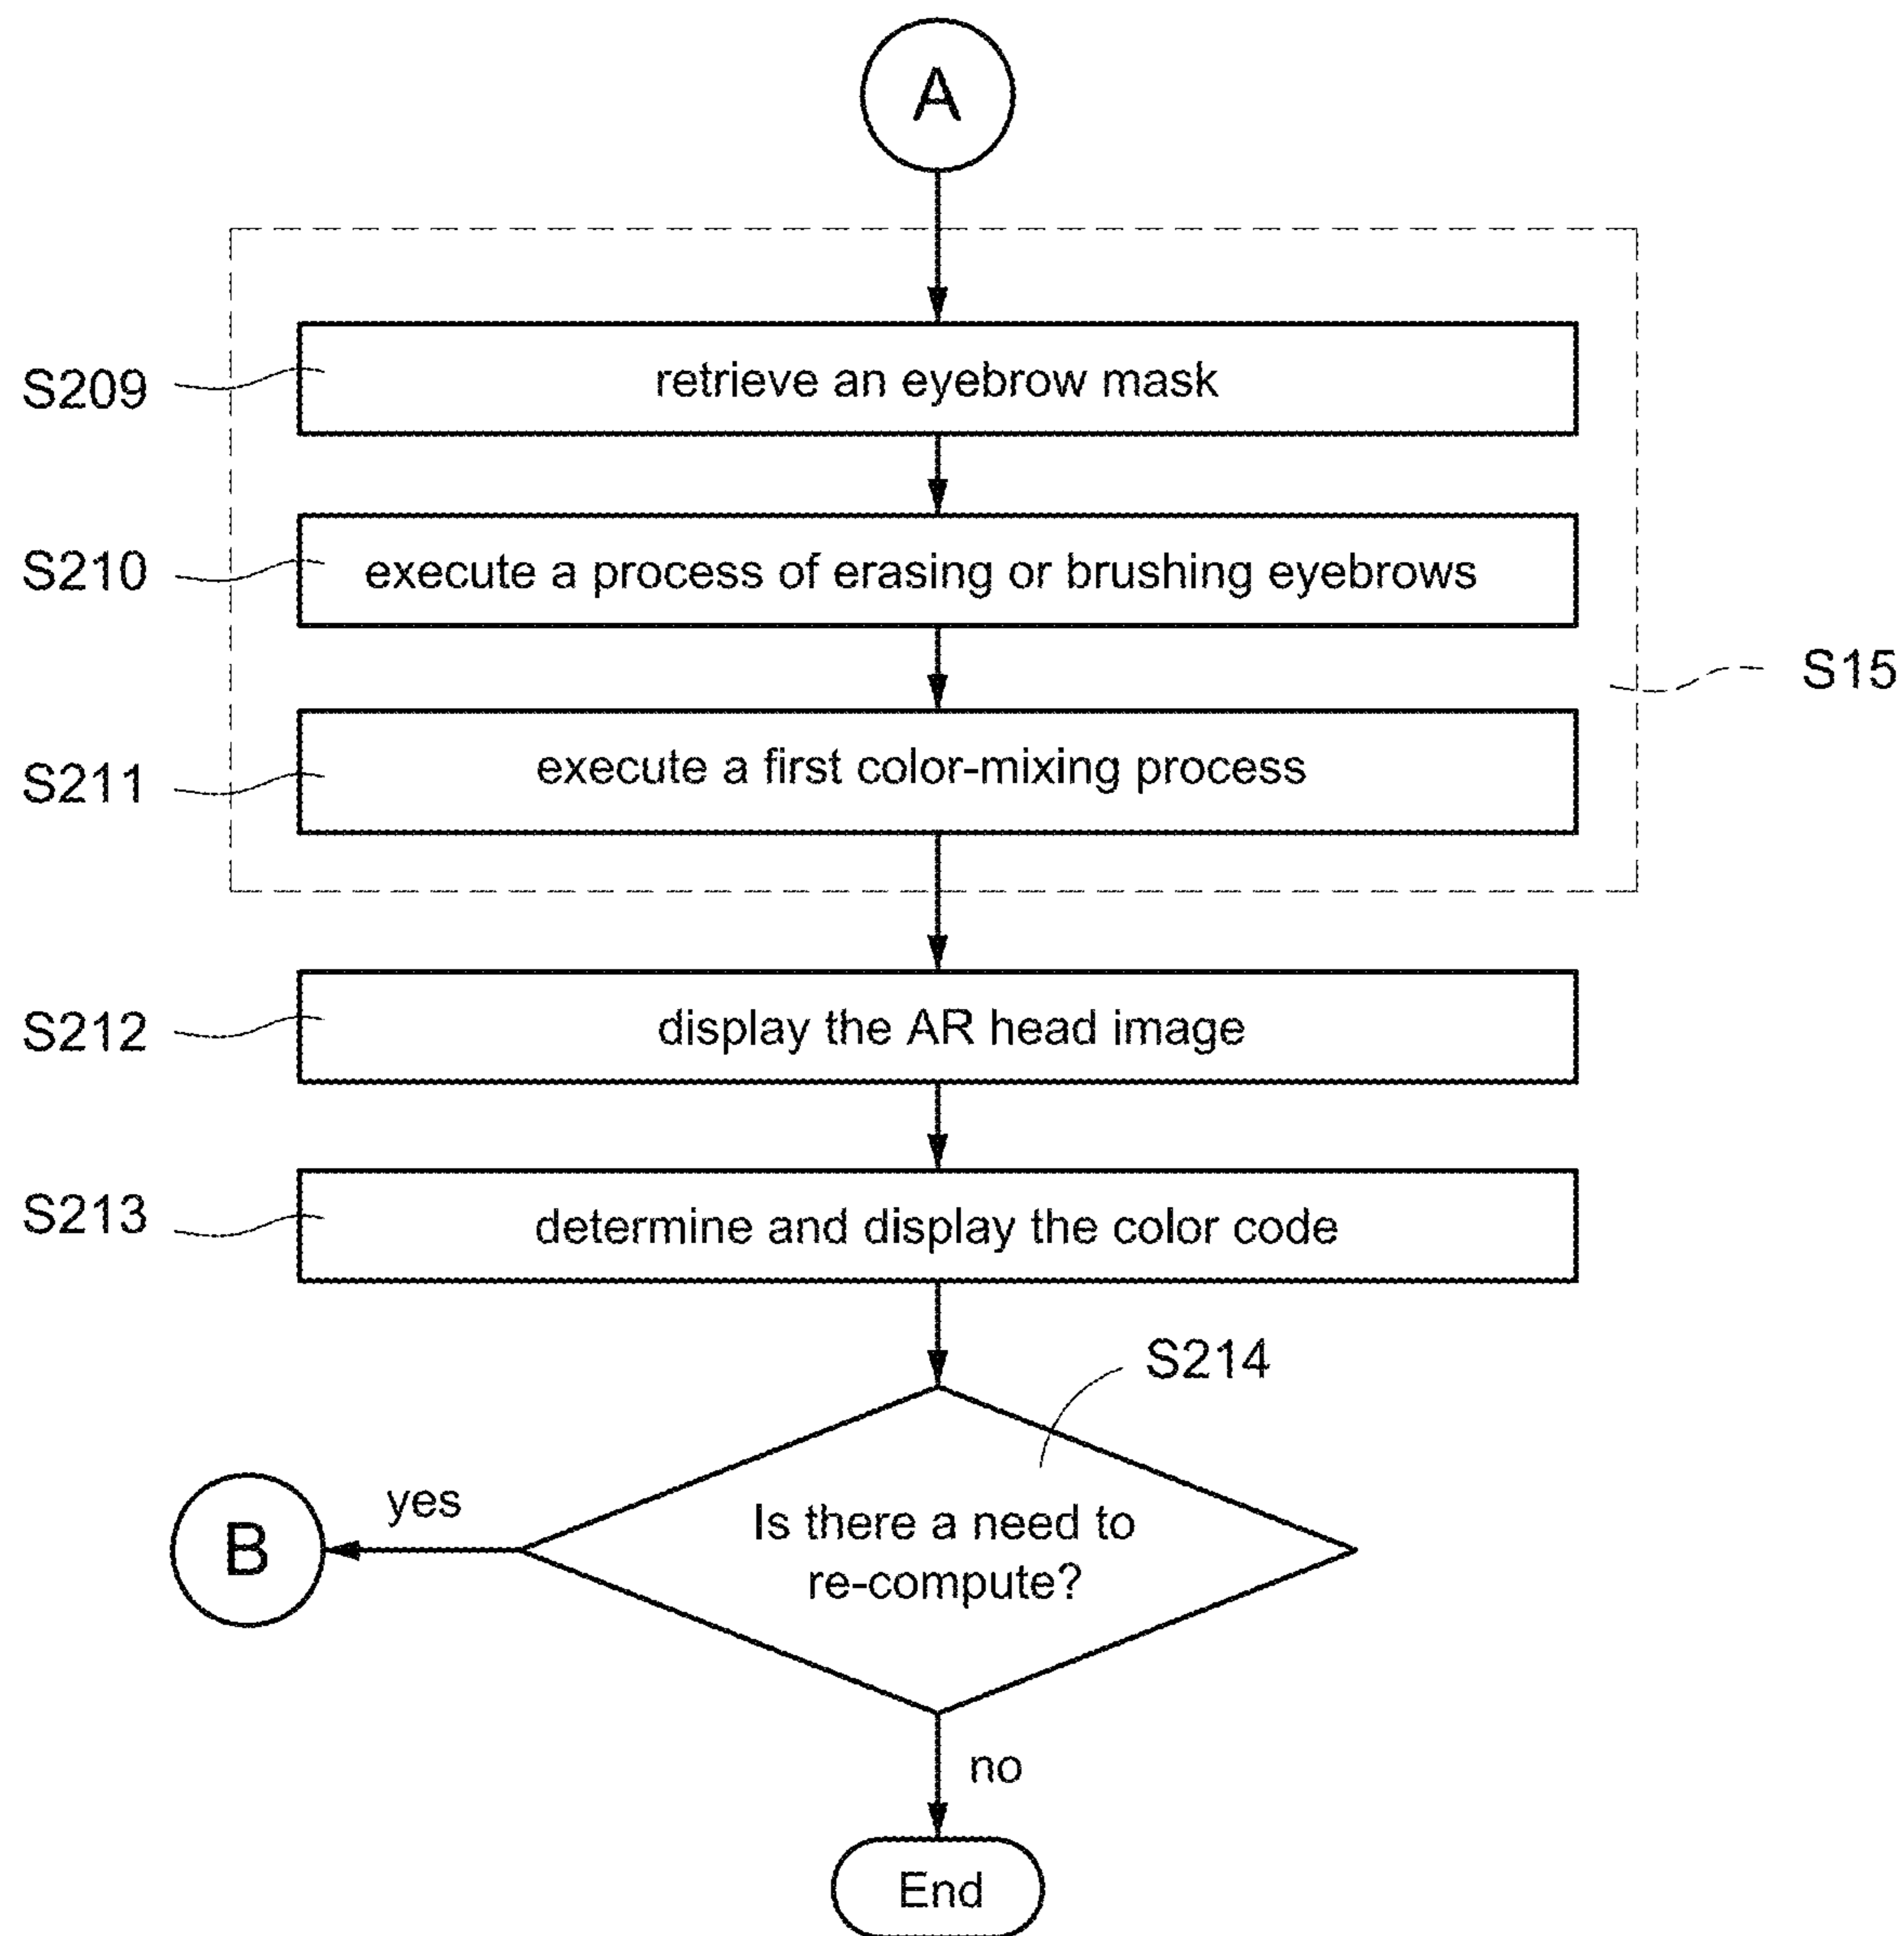 A
S209
retrieve an eyebrow mask
S210
execute a process of erasing or brushing eyebrows
S15
S211
execute a first color-mixing process
S212
display the AR head image
S213
determine and display the color code
S214
Is there a need to
re-compute?
yes
B
no
End